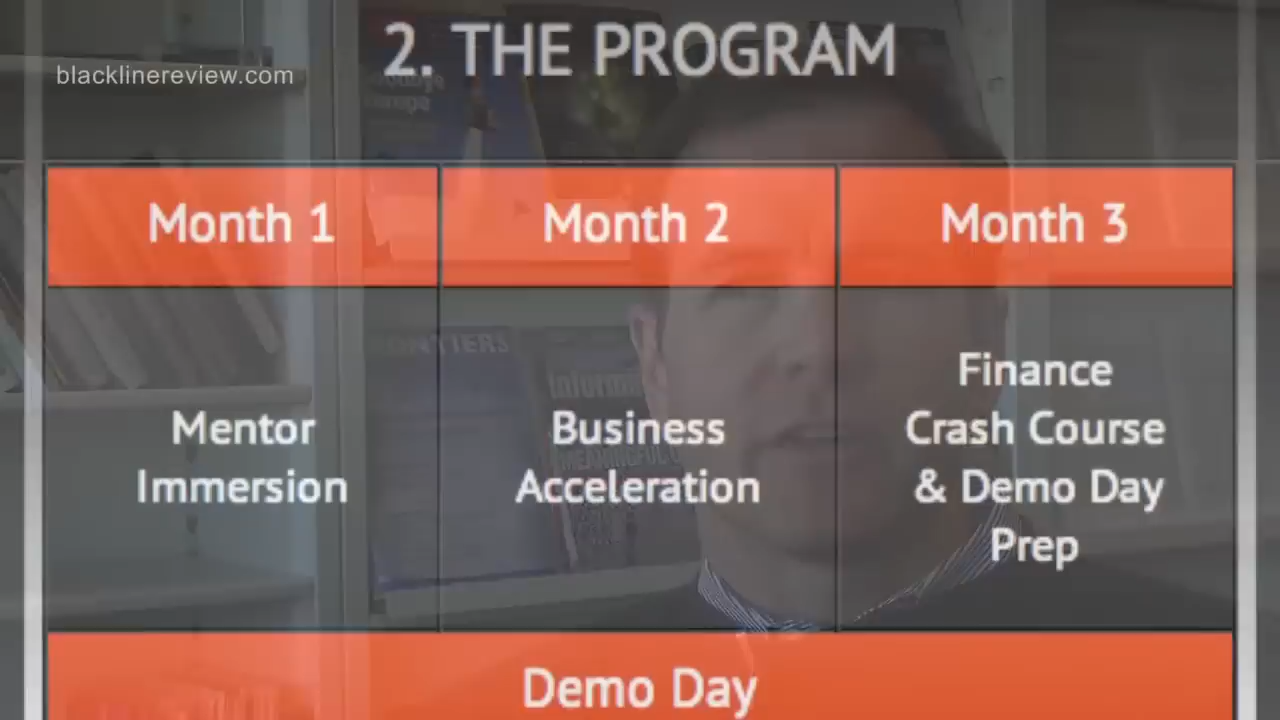 2. THE PROGRAM
blacklinereview.com
Month 1
Month 2
Month 3
Mentor
Immersion
Business
Acceleration
Finance
Crash Course
& Demo Day
Prep
Demo Day